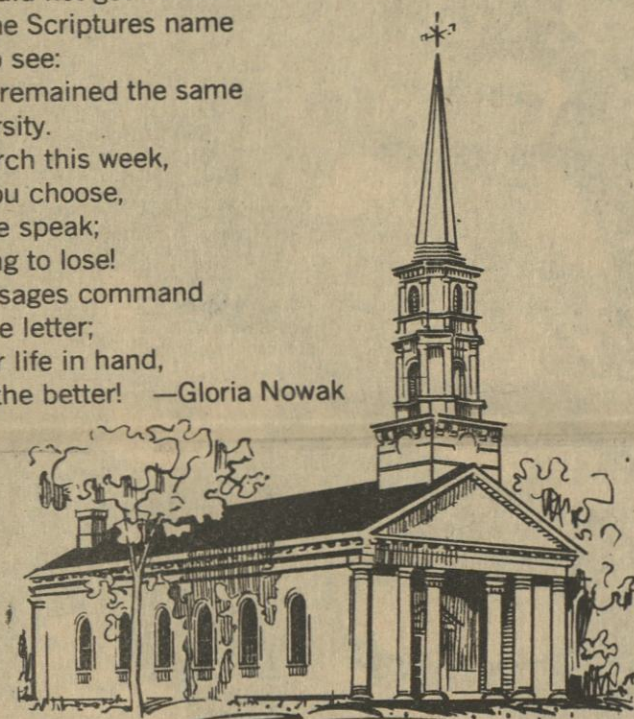 he Scriptures name
see:
remained the same
rsity.
rch this week,
ou choose,
e speak;
g to lose!
sages command
e letter;
r life in hand,
the better! —Gloria Nowak